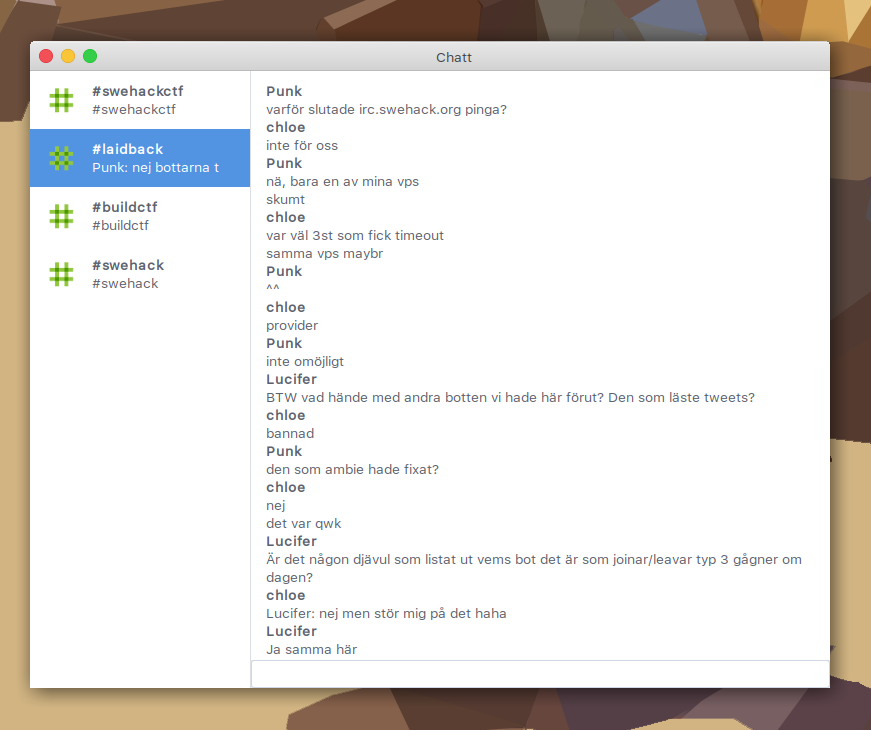 Chatt
#swehackctf
#swehackctf
#laidback
Punk: nej bottarna t
#buildctf
#buildctf
#swehack
#swehack
Punk
varför slutade irc.swehack.org pinga?
chloe
inte för oss
Punk
nä, bara en av mina vps
skumt
chloe
var väl 3st som fick timeout
samma vps maybr
Punk
^^
chloe
provider
Punk
inte omöjligt
Lucifer
BTW vad hände med andra botten vi hade här förut? Den som läste tweets?
chloe
bannad
Punk
den som ambie hade fixat?
chloe
nej
det var qwk
Lucifer
Är det någon djävul som listat ut vems bot det är som joinar/leavar typ 3 gågner om
dagen?
chloe
Lucifer: nej men stör mig på det haha
Lucifer
Ja samma här